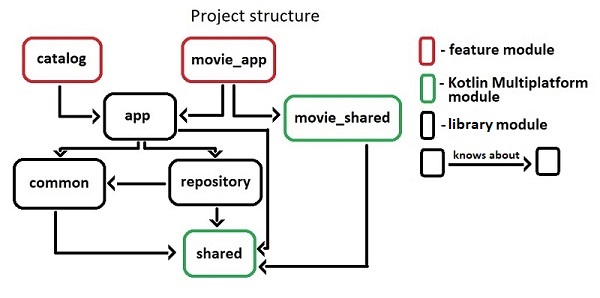 Project structure
catalog
movie_app
- feature module
- Kotlin Multiplatform
module
app
movie_shared
- library module
knows about
common
repository
shared